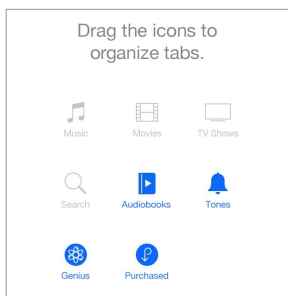 Drag the icons to
organize tabs.
Music Movies TV Shows
Search Audiobooks Tones
Genius Purchased